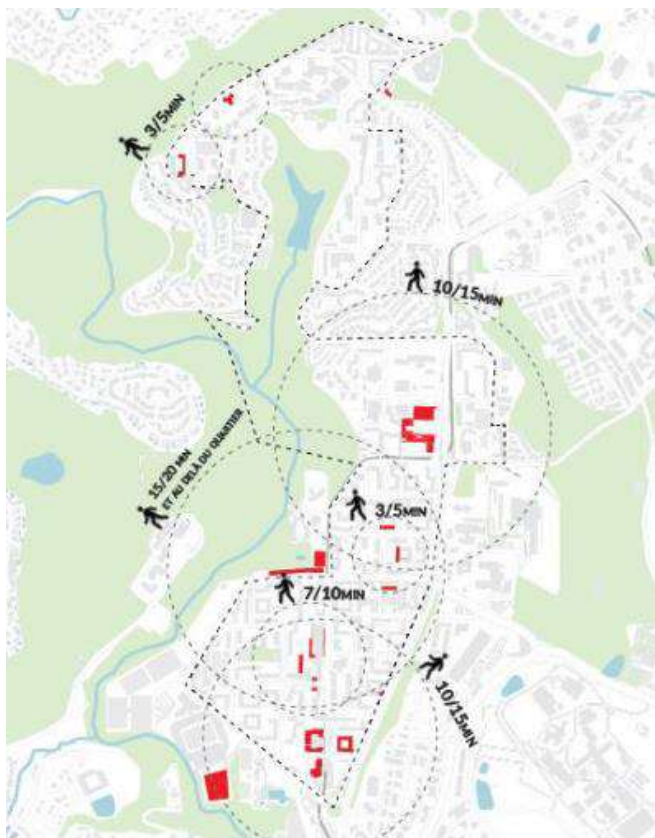 3/5MIN
10/15MIN
15/20 MIN
ET AU DELÀ DU QUARTIER
3/5MIN
7/10MIN
10/15MIN